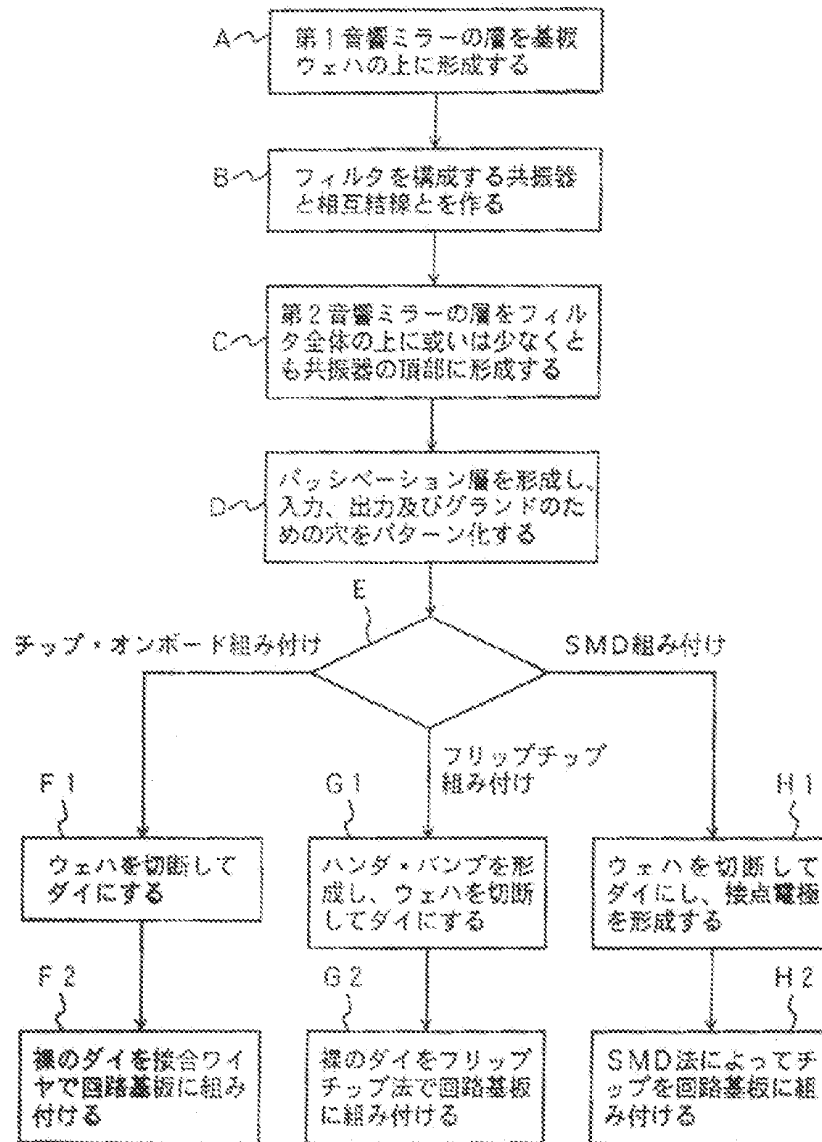 A
第1音響ミラーの層を基板
ウェハの上に形成する
B
フィルタを構成する共振器
と相互結線とを作る
C
第2音響ミラーの層をフィル
タ全体の上に或いは少なくと
も共振器の頂部に形成する
D
パッシベーション層を形成し、
入力、出力及びグランドのた
めの穴をパターン化する
E
チップ・オンボード組み付け
SMD組み付け
フリップチップ
組み付け
F1
ウェハを切断して
ダイにする
G1
ハンダ・バンプを形
成し、ウェハを切断
してダイにする
H1
ウェハを切断して
ダイにし、接点電極
を形成する
F2
裸のダイを接合ワイ
ヤで回路基板に組み
付ける
G2
裸のダイをフリップ
チップ法で回路基板
に組み付ける
H2
SMD法によってチ
ップを回路基板に組
み付ける